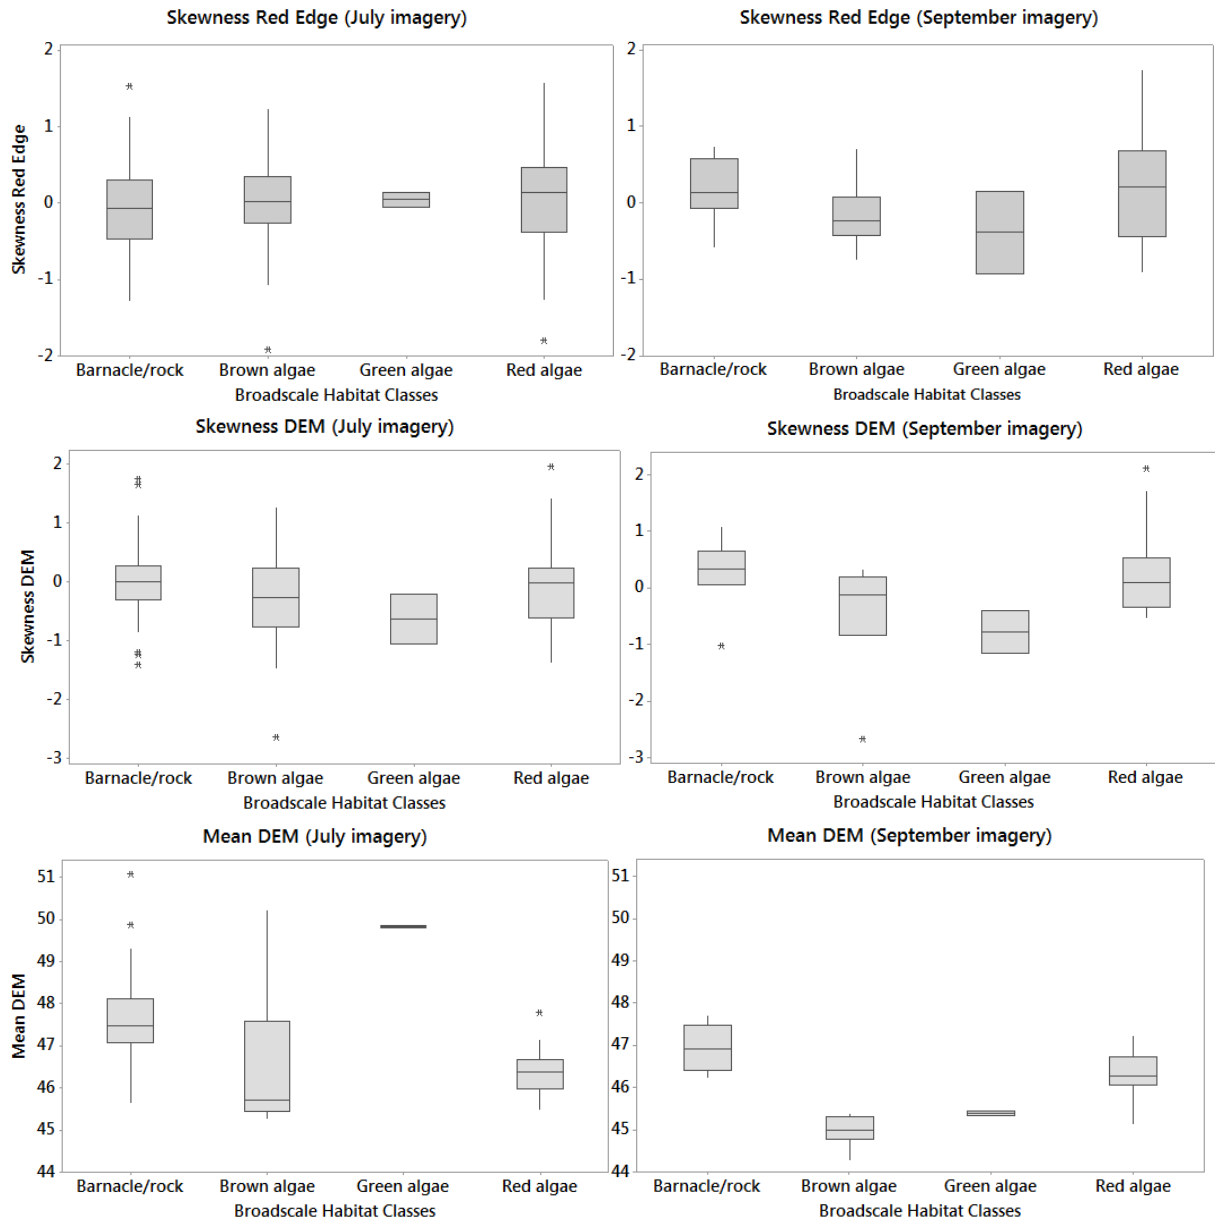 Skewness Red Edge (July imagery)
Skewness Red Edge (September imagery)
Skewness Red Edge
2
1
0
-1
-2
2
1
0
-1
-2
Barnacle/rock Brown algae Green algae Red algae
Broadscale Habitat Classes
Barnacle/rock Brown algae Green algae Red algae
Broadscale Habitat Classes
Skewness DEM (July imagery)
Skewness DEM (September imagery)
Skewness DEM
2
1
0
-1
-2
-3
2
1
0
-1
-2
-3
Barnacle/rock Brown algae Green algae Red algae
Broadscale Habitat Classes
Barnacle/rock Brown algae Green algae Red algae
Broadscale Habitat Classes
Mean DEM (July imagery)
Mean DEM (September imagery)
Mean DEM
51
50
49
48
47
46
45
44
51
50
49
48
47
46
45
44
Barnacle/rock Brown algae Green algae Red algae
Broadscale Habitat Classes
Barnacle/rock Brown algae Green algae Red algae
Broadscale Habitat Classes